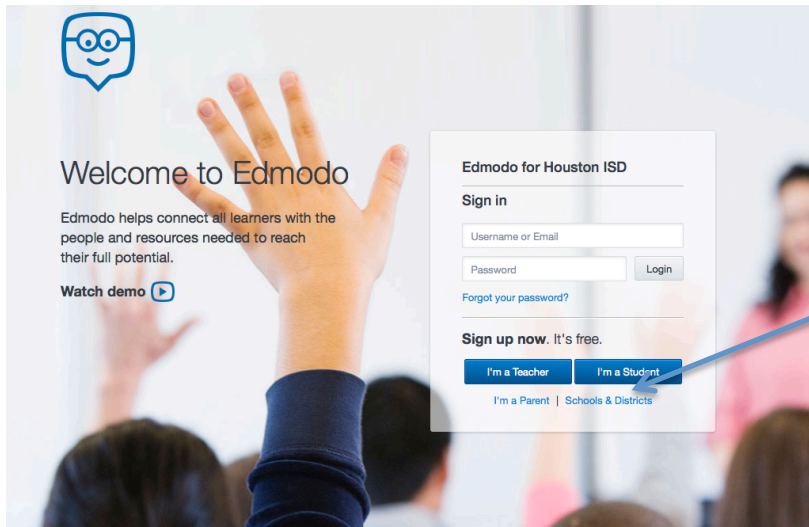 Welcome to Edmodo
Edmodo helps connect all learners with the
people and resources needed to reach
their full potential.
Watch demo
Edmodo for Houston ISD
Sign in
Username or Email
Password
Login
Forgot your password?
Sign up now. It's free.
I'm a Teacher
I'm a Student
I'm a Parent | Schools & Districts